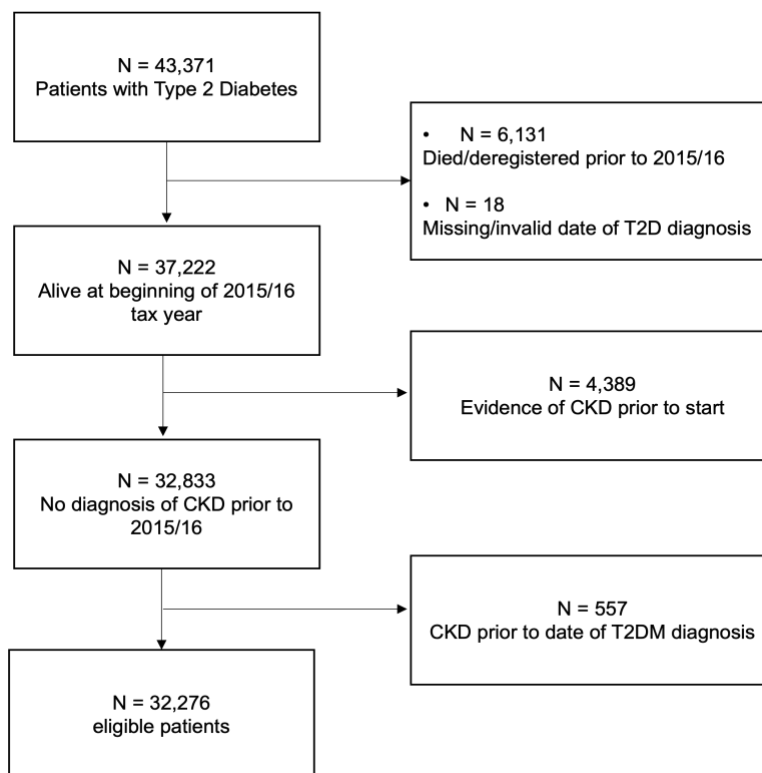 N = 43,371
Patients with Type 2 Diabetes
• N = 6,131
Died/deregistered prior to 2015/16
• N = 18
Missing/invalid date of T2D diagnosis
N = 37,222
Alive at beginning of 2015/16
tax year
N = 4,389
Evidence of CKD prior to start
N = 32,833
No diagnosis of CKD prior to
2015/16
N = 557
CKD prior to date of T2DM diagnosis
N = 32,276
eligible patients